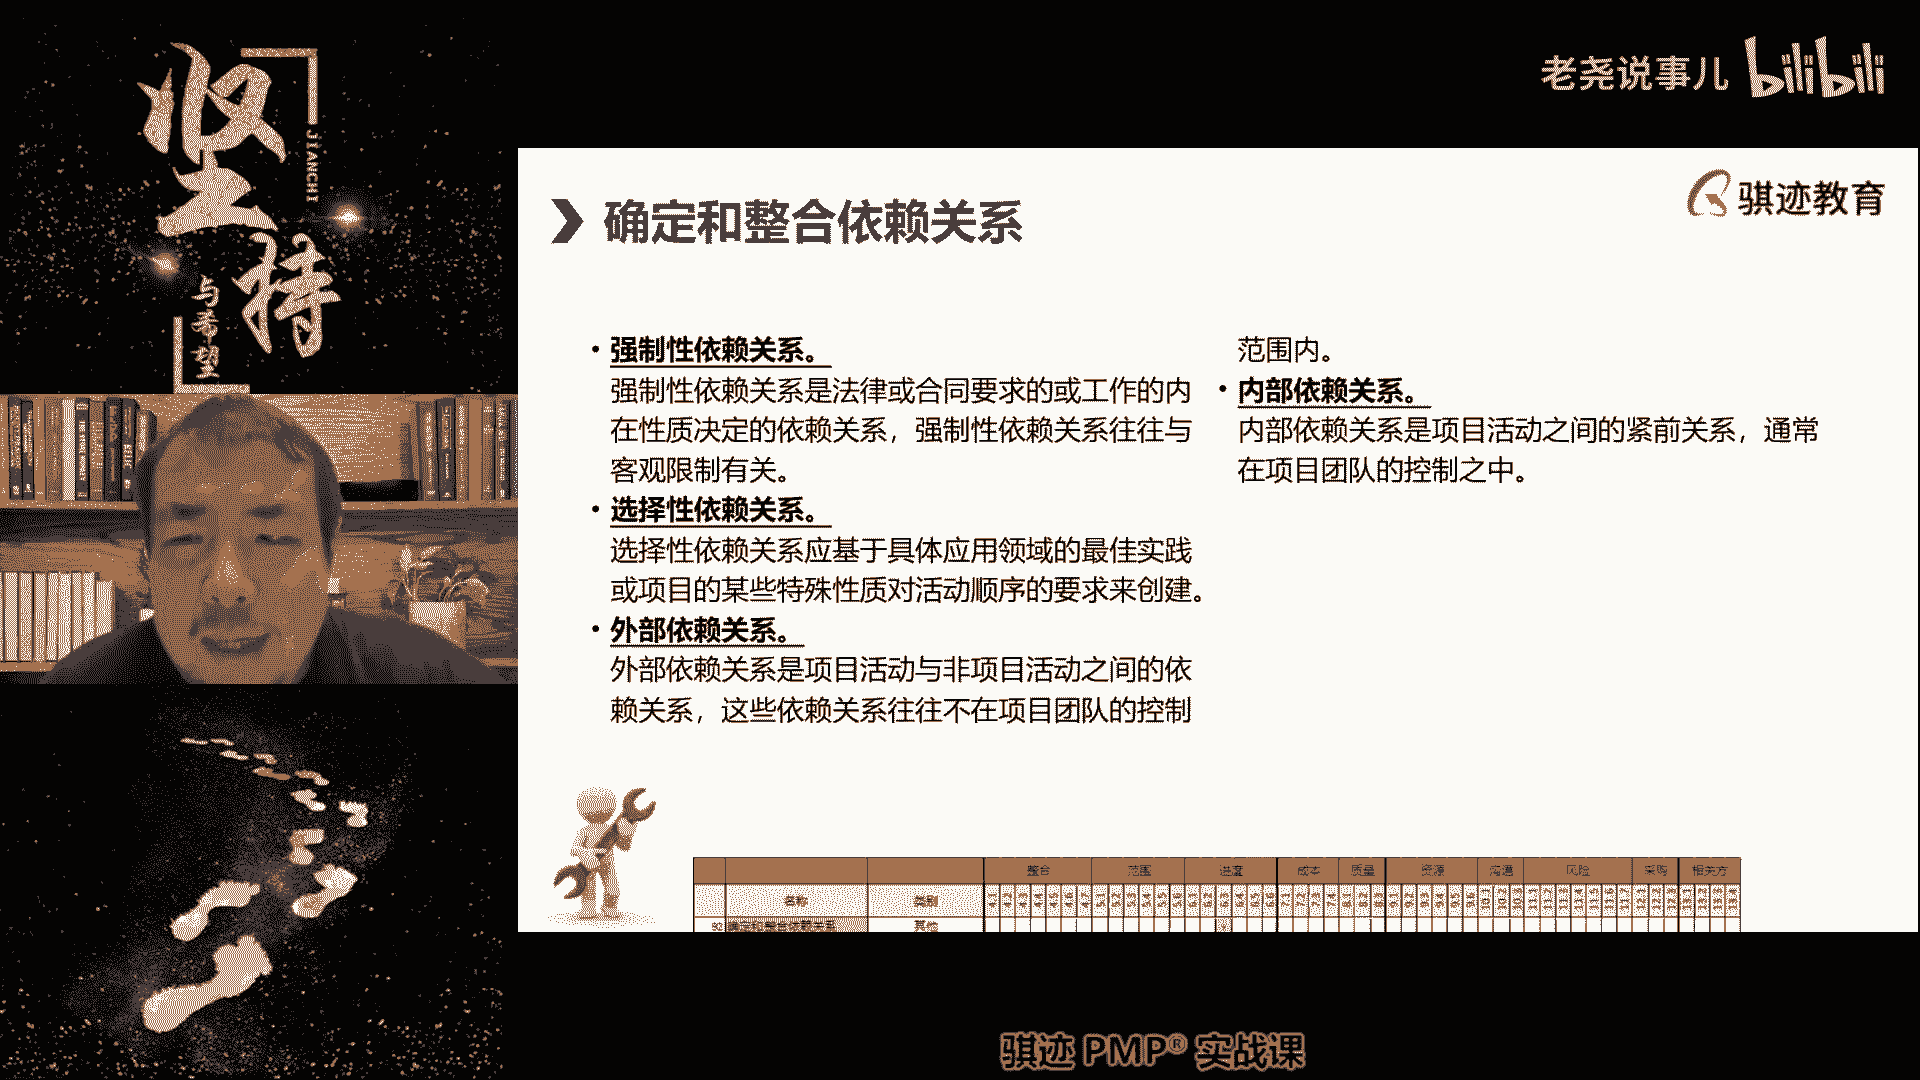 坚持
JIANCHI
与希望
老尧说事儿 bilibili
骐迹教育
确定和整合依赖关系
• 强制性依赖关系。
强制性依赖关系是法律或合同要求的或工作的内
在性质决定的依赖关系，强制性依赖关系往往与
客观限制有关。
• 选择性依赖关系。
选择性依赖关系应基于具体应用领域的最佳实践
或项目的某些特殊性质对活动顺序的要求来创建。
• 外部依赖关系。
外部依赖关系是项目活动与非项目活动之间的依
赖关系，这些依赖关系往往不在项目团队的控制
范围内。
• 内部依赖关系。
内部依赖关系是项目活动之间的紧前关系，通常
在项目团队的控制之中。
整合 范围 进度 成本 质量 资源 沟通 风险 采购 相关方
名称 类别
92 确定和整合依赖关系 其他
骐迹 PMP® 实战课